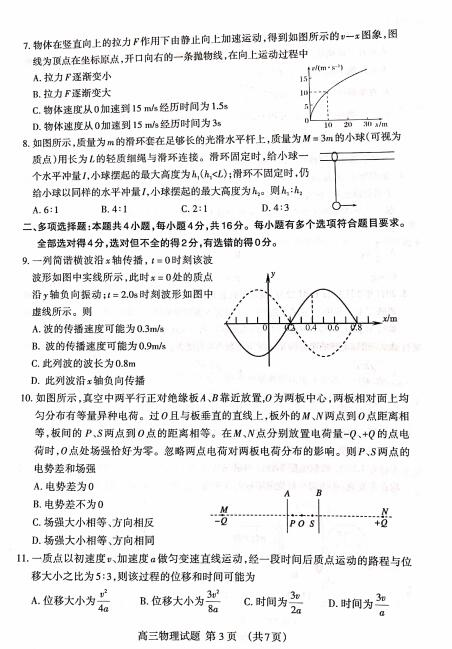 7. 物体在竖直向上的拉力F作用下由静止向上加速运动,得到如图所示的v—x图象,图
线为顶点在坐标原点,开口向右的一条抛物线,在向上运动过程中
A. 拉力F逐渐变小
B. 拉力F逐渐变大
C. 物体速度从0加速到15 m/s经历时间为1.5s
D. 物体速度从0加速到15 m/s经历时间为3s
v/(m·s⁻¹)
15
10
5
0 10 20 30 x/m
8. 如图所示,质量为m的滑环套在足够长的光滑水平杆上,质量为M=3m的小球(可视为
质点)用长为L的轻质细绳与滑环连接。滑环固定时,给小球一
个水平冲量I,小球摆起的最大高度为h₁(h₁<L);滑环不固定时,仍
给小球以同样的水平冲量I,小球摆起的最大高度为h₂。则h₁:h₂
A. 6:1 B. 4:1 C. 2:1 D. 4:3
二、多项选择题:本题共4小题,每小题4分,共16分。每小题有多个选项符合题目要求。
全部选对得4分,选对但不全的得2分,有选错的得0分。
9. 一列简谐横波沿x轴传播,t=0时刻该波
波形如图中实线所示,此时x=0处的质点
沿y轴负向振动;t=2.0s时刻波形如图中
虚线所示。则
A. 波的传播速度可能为0.3m/s
B. 波的传播速度可能为0.9m/s
C. 此列波的波长为0.8m
D. 此列波沿x轴负向传播
y
0 0.2 0.4 0.6 0.8 x/m
10. 如图所示,真空中两平行正对绝缘板A、B靠近放置,O为两板中心,两板相对面上均
匀分布有等量异种电荷。过O且与板垂直的直线上,板外的M、N两点到O点距离相
等,板间的P、S两点到O点的距离相等。在M、N点分别放置电荷量-Q、+Q的点电
荷时,O点处场强恰好为零。忽略两点电荷对两板电荷分布的影响。则P、S两点的
电势差和场强
A. 电势差为0
B. 电势差不为0
C. 场强大小相等、方向相反
D. 场强大小相等、方向相同
A B
M P O S N
-Q +Q
11. 一质点以初速度v、加速度a做匀变速直线运动,经一段时间后质点运动的路程与位
移大小之比为5:3,则该过程的位移和时间可能为
A. 位移大小为v²/4a B. 位移大小为3v²/8a C. 时间为3v/2a D. 时间为3v/a
高三物理试题 第3页 (共7页)